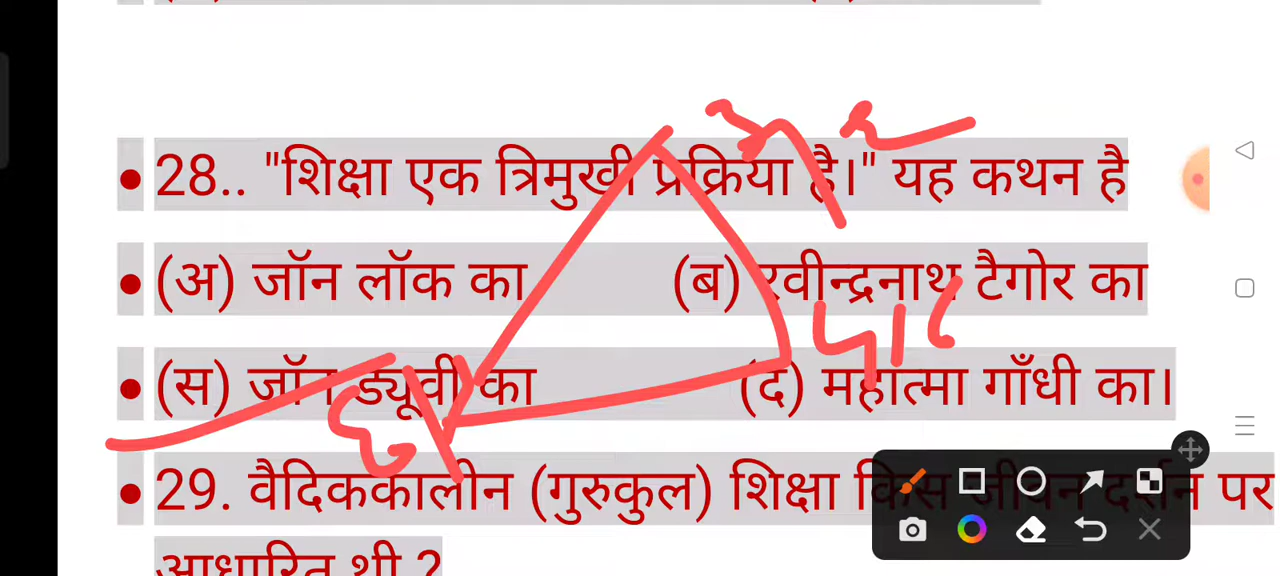 • 28.. "शिक्षा एक त्रिमुखी प्रक्रिया है।" यह कथन है
• (अ) जॉन लॉक का (ब) रवीन्द्रनाथ टैगोर का
• (स) जॉन ड्यूवी का (द) महात्मा गाँधी का।
• 29. वैदिककालीन (गुरुकुल) शिक्षा किस जीवन दर्शन पर
आधारित थी ?